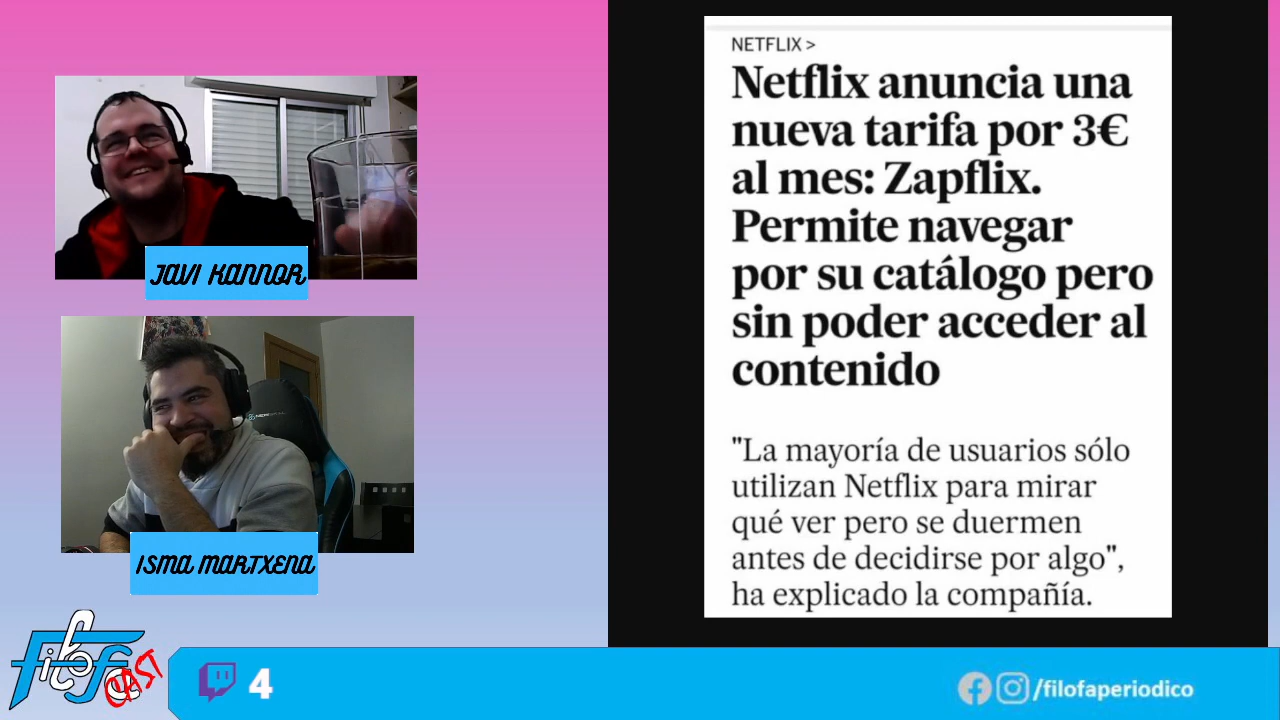 NETFLIX >
Netflix anuncia una
nueva tarifa por 3€
al mes: Zapflix.
Permite navegar
por su catálogo pero
sin poder acceder al
contenido
"La mayoría de usuarios sólo
utilizan Netflix para mirar
qué ver pero se duermen
antes de decidirse por algo",
ha explicado la compañía.
JAVI KANNOR
ISMA MARTXENA
FiloFa
CAST
4
/filofaperiodico